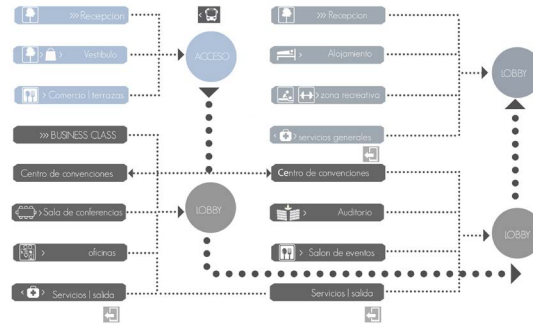 >>> Recepcion
> Vestibulo
> Comercio | terrazas
ACCESO
>>> BUSINESS CLASS
Centro de convenciones
> Sala de conferencias
> oficinas
> Servicios | salida
LOBBY
>>> Recepcion
> Alojamiento
> zona recreativa
> servicios generales
LOBBY
Centro de convenciones
> Auditorio
> Salon de eventos
Servicios | salida
LOBBY